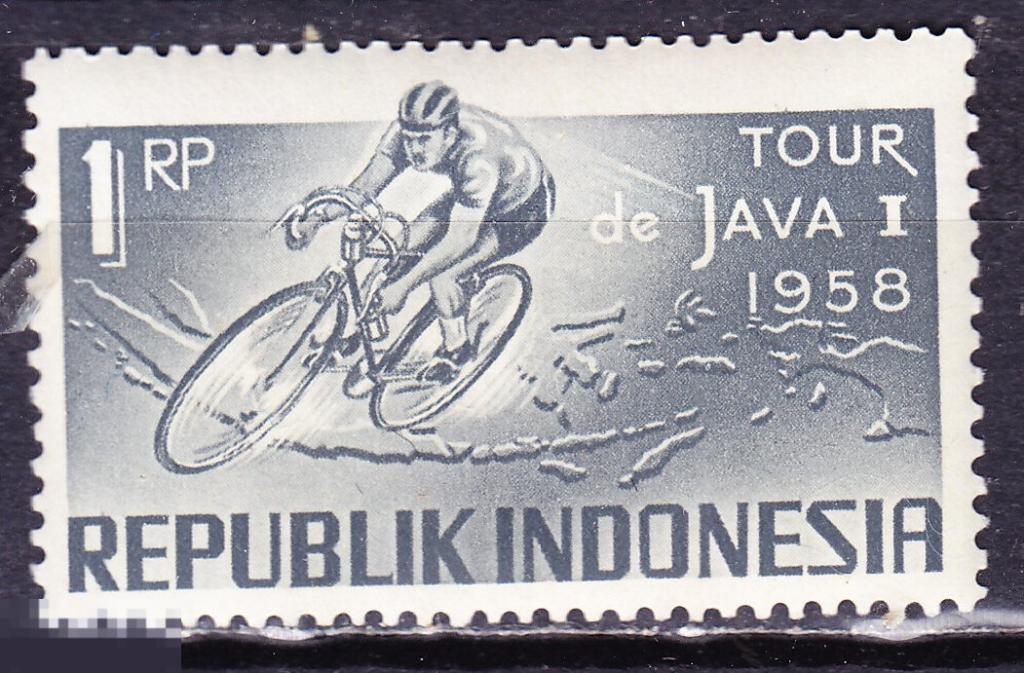 1 RP
TOUR
de JAVA I
1958
REPUBLIK INDONESIA